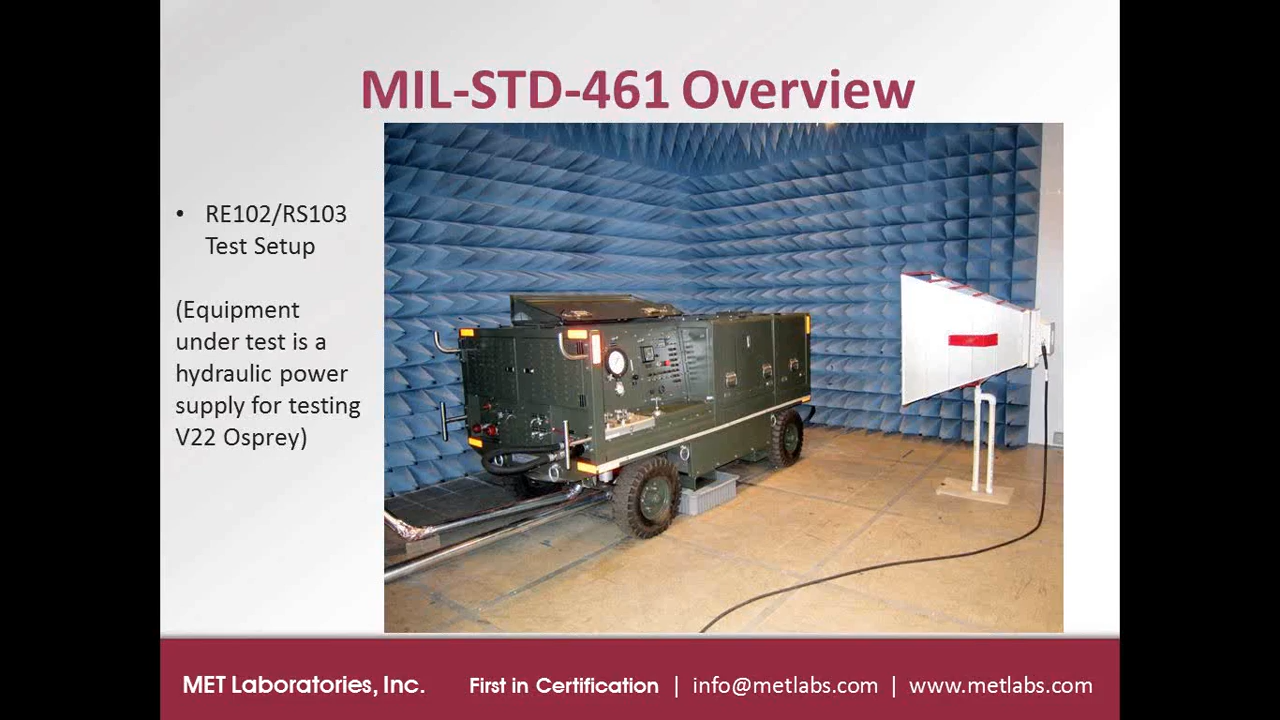 MIL-STD-461 Overview
• RE102/RS103
Test Setup
(Equipment
under test is a
hydraulic power
supply for testing
V22 Osprey)
MET Laboratories, Inc. First in Certification | info@metlabs.com | www.metlabs.com